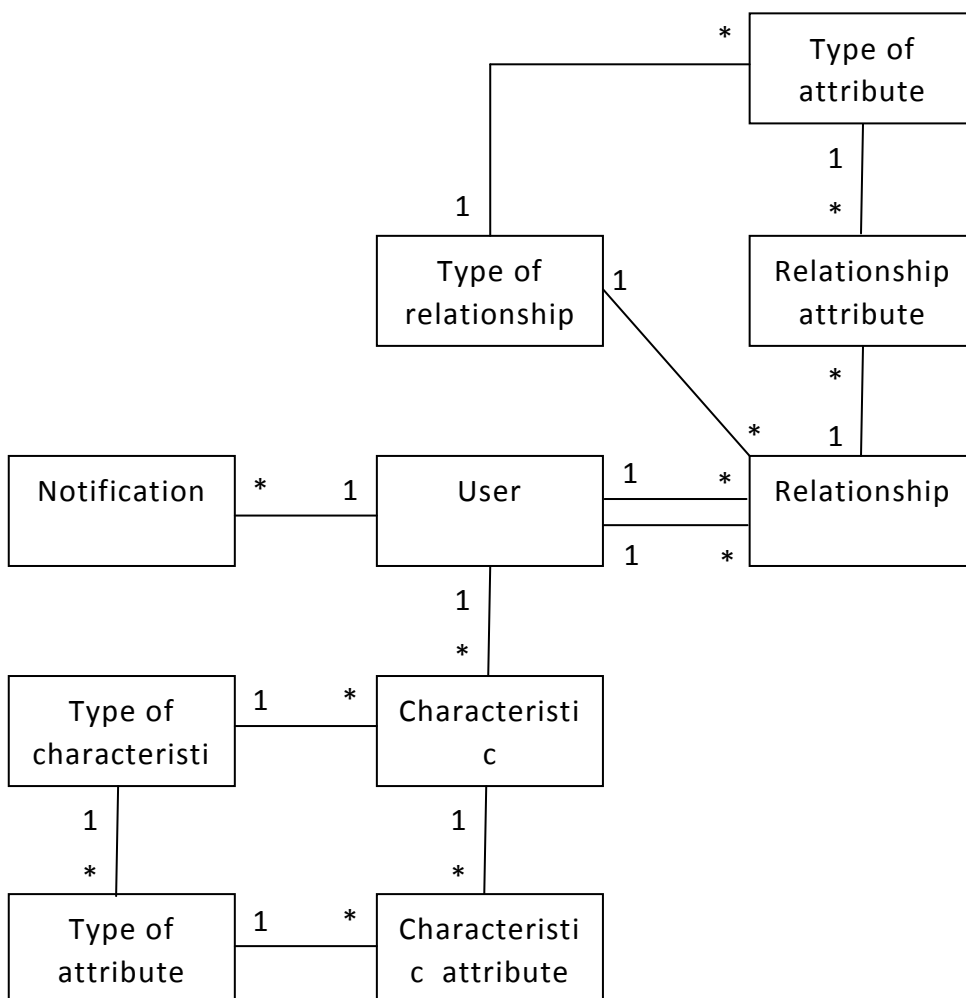 *
Type of
attribute
1
*
1
Type of
relationship
1
Relationship
attribute
*
*
1
Notification
*
1
User
1
*
Relationship
1
*
1
*
Type of
characteristi
1
*
Characteristi
c
1
*
1
*
Type of
attribute
1
*
Characteristi
c attribute